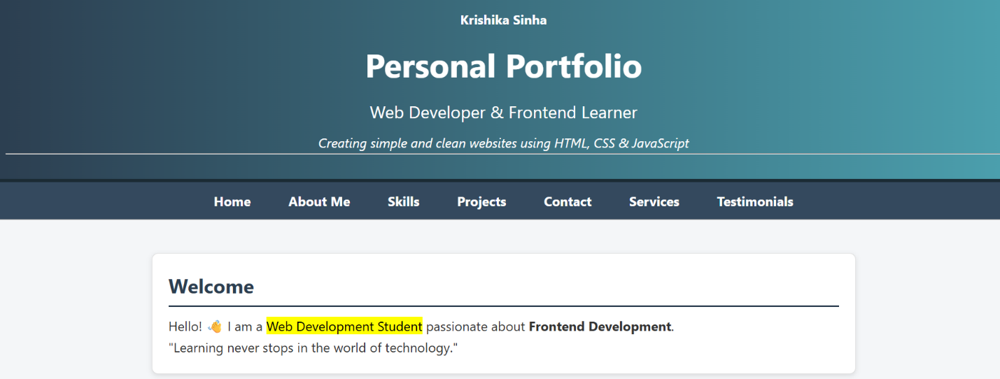 Krishika Sinha
Personal Portfolio
Web Developer & Frontend Learner
Creating simple and clean websites using HTML, CSS & JavaScript
Home About Me Skills Projects Contact Services Testimonials
Welcome
Hello! 👋 I am a Web Development Student passionate about Frontend Development.
"Learning never stops in the world of technology."